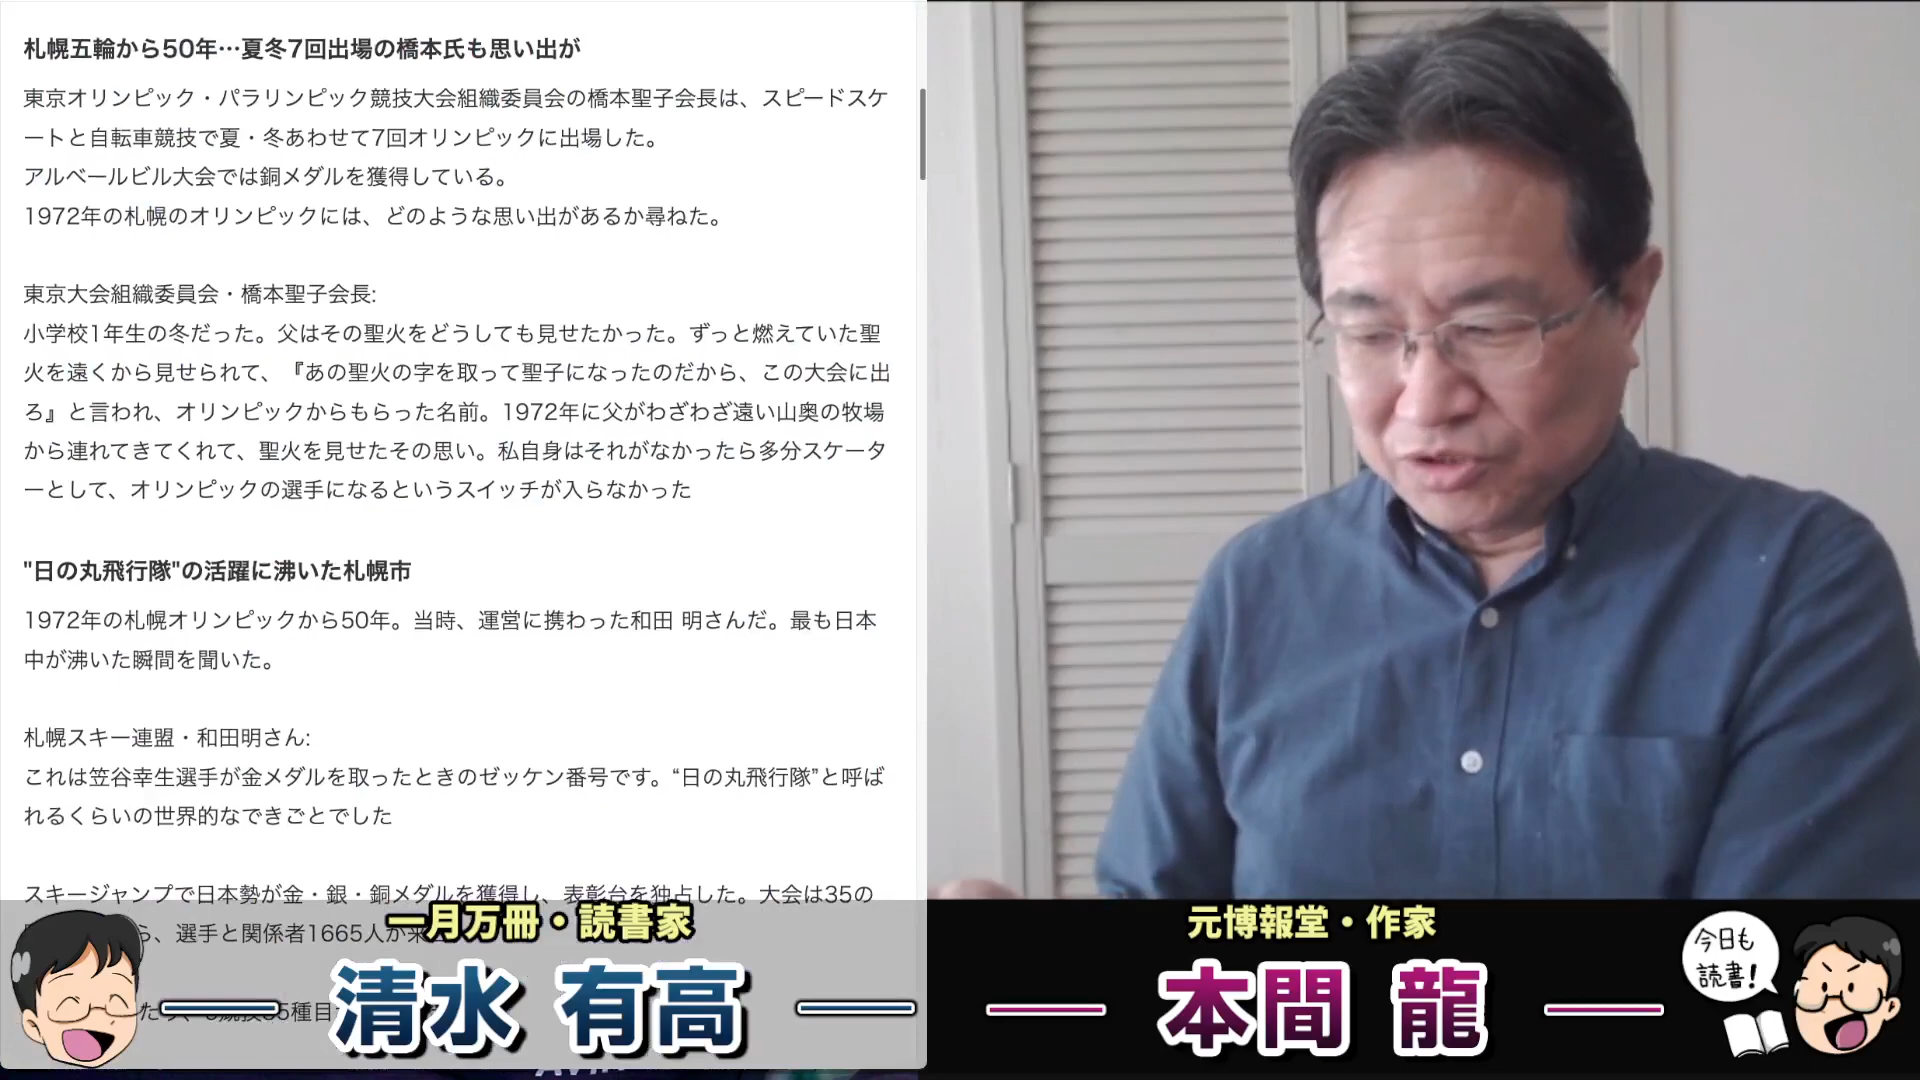 札幌五輪から50年…夏冬7回出場の橋本氏も思い出が
東京オリンピック・パラリンピック競技大会組織委員会の橋本聖子会長は、スピードスケ
ートと自転車競技で夏・冬あわせて7回オリンピックに出場した。
アルベールビル大会では銅メダルを獲得している。
1972年の札幌のオリンピックには、どのような思い出があるか尋ねた。
東京大会組織委員会・橋本聖子会長:
小学校1年生の冬だった。父はその聖火をどうしても見せたかった。ずっと燃えていた聖
火を遠くから見せられて、『あの聖火の字を取って聖子になったのだから、この大会に出
ろ』と言われ、オリンピックからもらった名前。1972年に父がわざわざ遠い山奥の牧場
から連れてきてくれて、聖火を見せたその思い。私自身はそれがなかったら多分スケータ
ーとして、オリンピックの選手になるというスイッチが入らなかった
"日の丸飛行隊"の活躍に沸いた札幌市
1972年の札幌オリンピックから50年。当時、運営に携わった和田 明さんだ。最も日本
中が沸いた瞬間を聞いた。
札幌スキー連盟・和田明さん:
これは笠谷幸生選手が金メダルを取ったときのゼッケン番号です。“日の丸飛行隊”と呼ば
れるくらいの世界的なできごとでした
スキージャンプで日本勢が金・銀・銅メダルを獲得し、表彰台を独占した。大会は35の
ら、選手と関係者1665人が来
35種目
一月万冊・読書家
清水 有高
元博報堂・作家
本間 龍
今日も
読書!